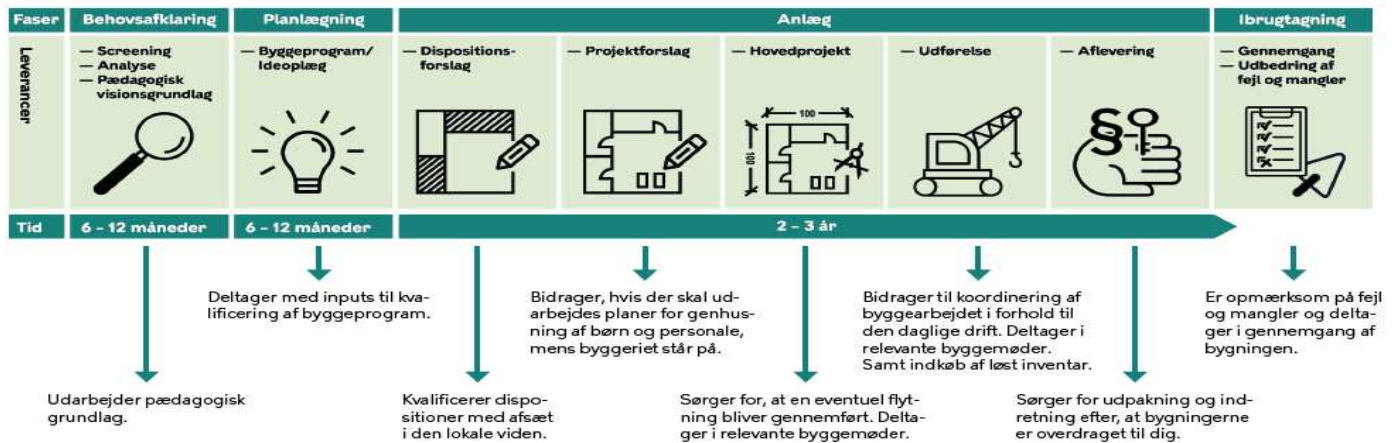 Faser
Behovsafklaring
Planlægning
Anlæg
Ibrugtagning
Leverancer
— Screening
— Analyse
— Pædagogisk
visionsgrundlag
— Byggeprogram/
Ideoplæg
— Dispositions-
forslag
— Projektforslag
— Hovedprojekt
100
100
— Udførelse
— Aflevering
§
— Gennemgang
— Udbedring af
fejl og mangler
Tid
6 – 12 måneder
6 – 12 måneder
2 – 3 år
Udarbejder pædagogisk
grundlag.
Deltager med inputs til kva-
lificering af byggeprogram.
Kvalificerer dispo-
sitioner med afsæt
i den lokale viden.
Bidrager, hvis der skal ud-
arbejdes planer for genhus-
ning af børn og personale,
mens byggeriet står på.
Sørger for, at en eventuel flyt-
ning bliver gennemført. Delta-
ger i relevante byggemøder.
Bidrager til koordinering af
byggearbejdet i forhold til
den daglige drift. Deltager i
relevante byggemøder.
Samt indkøb af løst inventar.
Sørger for udpakning og ind-
retning efter, at bygningerne
er overdraget til dig.
Er opmærksom på fejl
og mangler og delta-
ger i gennemgang af
bygningen.